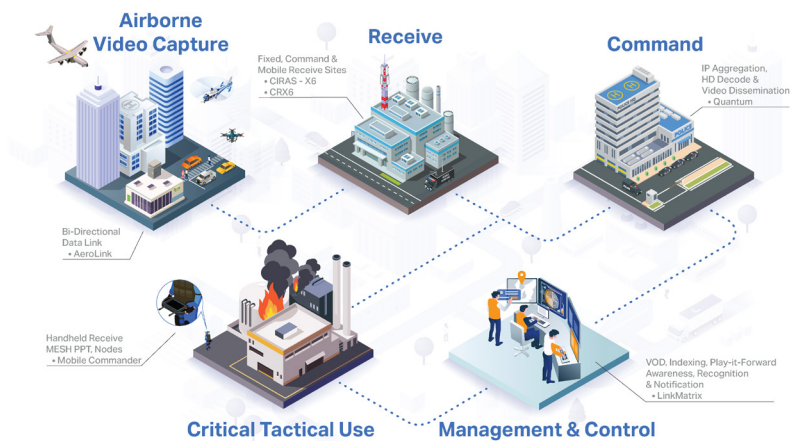 Airborne
Video Capture
Receive
Command
Fixed, Command &
Mobile Receive Sites
• CIRAS - X6
• CRX6
IP Aggregation,
HD Decode &
Video Dissemination
• Quantum
POLICE
Bi-Directional
Data Link
• AeroLink
Handheld Receive
MESH PPT, Nodes
• Mobile Commander
VOD, Indexing, Play-it-Forward
Awareness, Recognition
& Notification
• LinkMatrix
Critical Tactical Use
Management & Control